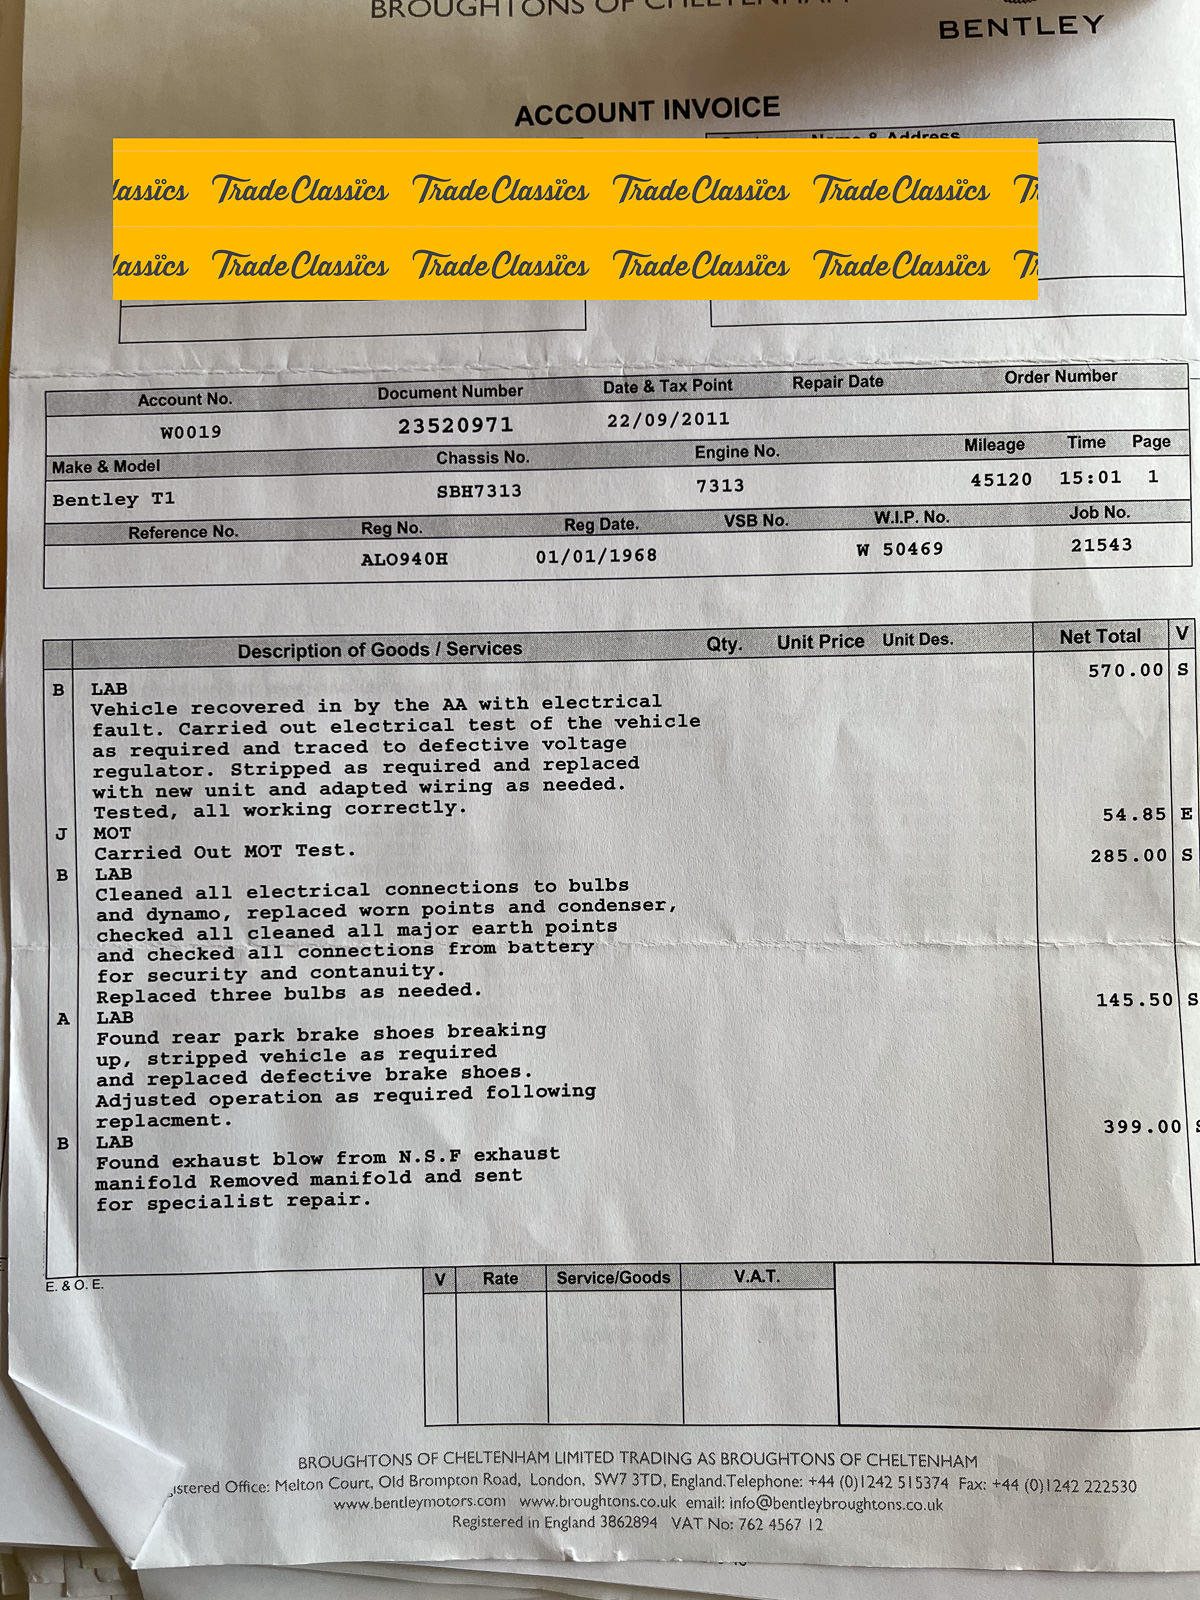 BROUGHTONS OF CHELTENHAM
BENTLEY
ACCOUNT INVOICE
Name & Address
lassics TradeClassics TradeClassics TradeClassics TradeClassics T
lassics TradeClassics TradeClassics TradeClassics TradeClassics T
Account No. Document Number Date & Tax Point Repair Date Order Number
W0019 23520971 22/09/2011
Make & Model Chassis No. Engine No. Mileage Time Page
Bentley T1 SBH7313 7313 45120 15:01 1
Reference No. Reg No. Reg Date. VSB No. W.I.P. No. Job No.
ALO940H 01/01/1968 W 50469 21543
Description of Goods / Services Qty. Unit Price Unit Des. Net Total V
B LAB 570.00 S
Vehicle recovered in by the AA with electrical
fault. Carried out electrical test of the vehicle
as required and traced to defective voltage
regulator. Stripped as required and replaced
with new unit and adapted wiring as needed.
Tested, all working correctly.
J MOT 54.85 E
Carried Out MOT Test.
B LAB 285.00 S
Cleaned all electrical connections to bulbs
and dynamo, replaced worn points and condenser,
checked all cleaned all major earth points
and checked all connections from battery
for security and contanuity.
Replaced three bulbs as needed.
A LAB 145.50 S
Found rear park brake shoes breaking
up, stripped vehicle as required
and replaced defective brake shoes.
Adjusted operation as required following
replacment.
B LAB 399.00 S
Found exhaust blow from N.S.F exhaust
manifold Removed manifold and sent
for specialist repair.
E. & O. E.
V Rate Service/Goods V.A.T.
BROUGHTONS OF CHELTENHAM LIMITED TRADING AS BROUGHTONS OF CHELTENHAM
istered Office: Melton Court, Old Brompton Road, London, SW7 3TD, England.Telephone: +44 (0)1242 515374 Fax: +44 (0)1242 222530
www.bentleymotors.com www.broughtons.co.uk email: info@bentleybroughtons.co.uk
Registered in England 3862894 VAT No: 762 4567 12